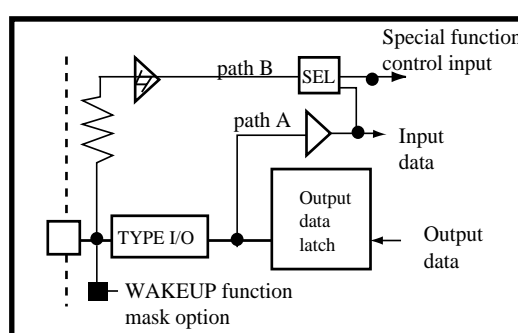 Special function
control input
path B
SEL
path A
Input
data
Output
data
latch
TYPE I/O
Output
data
WAKEUP function
mask option